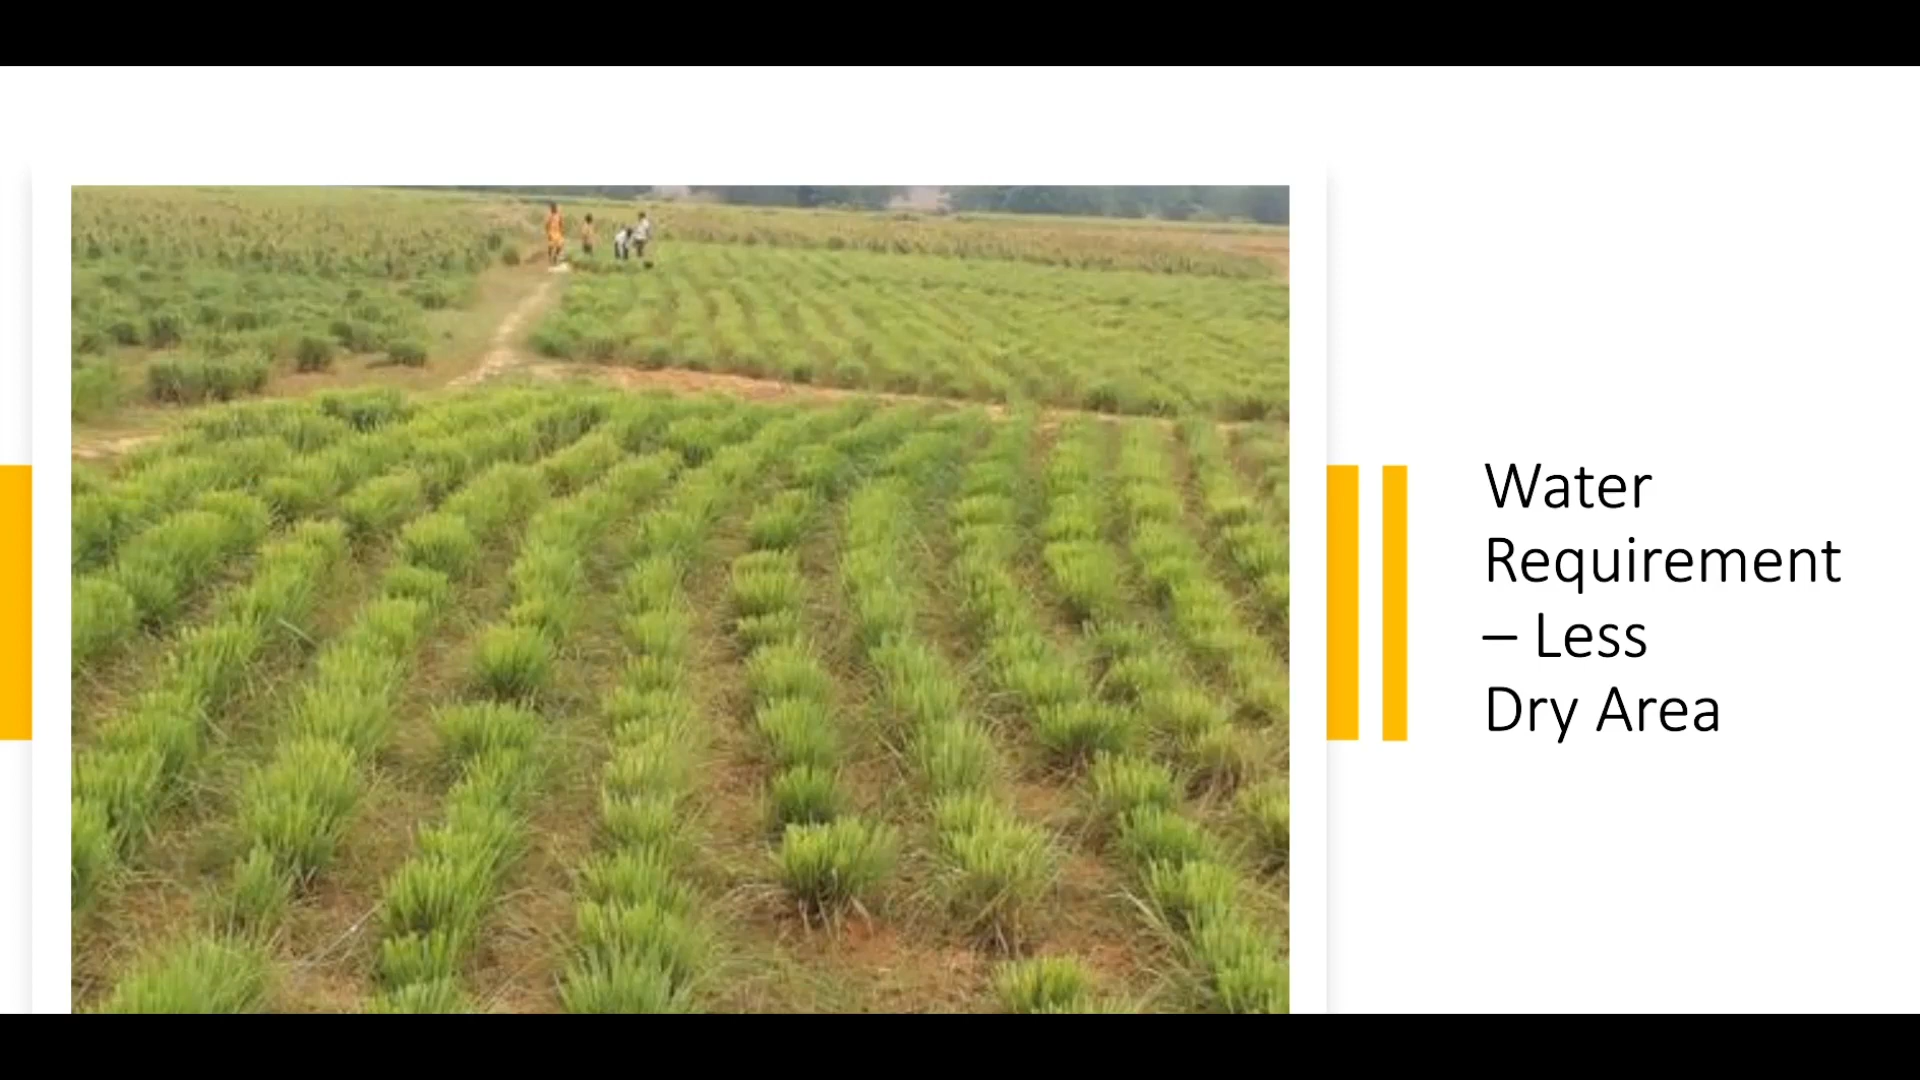 Water
Requirement
– Less
Dry Area